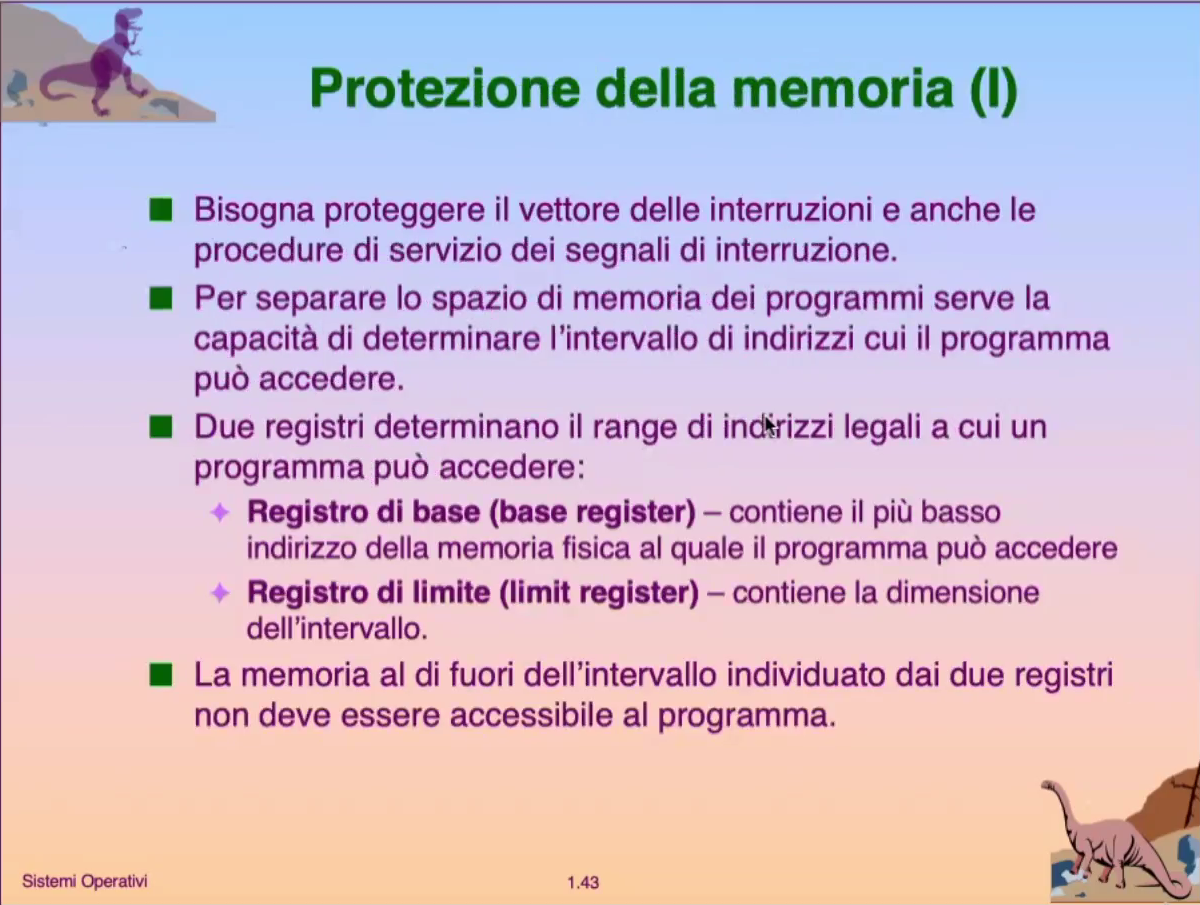 Protezione della memoria (I)
Bisogna proteggere il vettore delle interruzioni e anche le
procedure di servizio dei segnali di interruzione.
Per separare lo spazio di memoria dei programmi serve la
capacità di determinare l'intervallo di indirizzi cui il programma
può accedere.
Due registri determinano il range di indirizzi legali a cui un
programma può accedere:
Registro di base (base register) – contiene il più basso
indirizzo della memoria fisica al quale il programma può accedere
Registro di limite (limit register) – contiene la dimensione
dell'intervallo.
La memoria al di fuori dell'intervallo individuato dai due registri
non deve essere accessibile al programma.
Sistemi Operativi
1.43